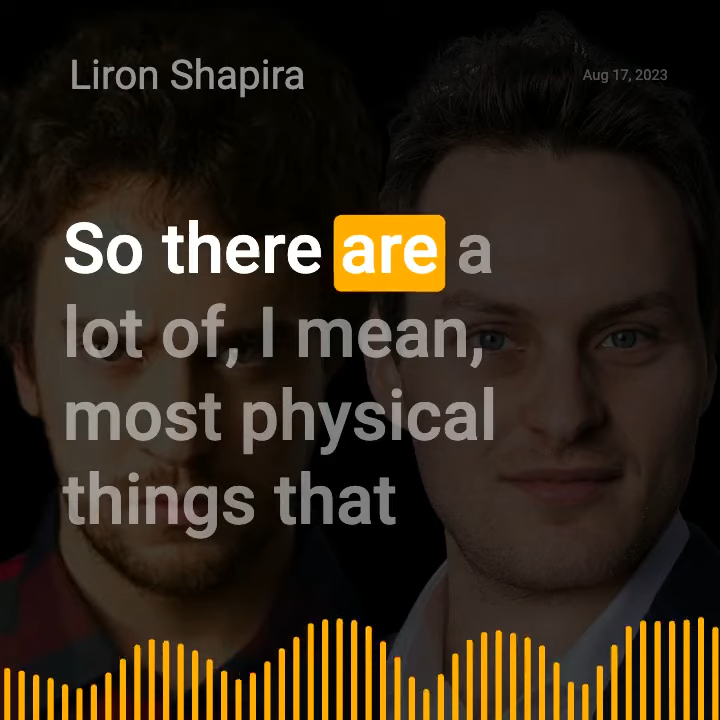 Liron Shapira
Aug 17, 2023
So there are a
lot of, I mean,
most physical
things that